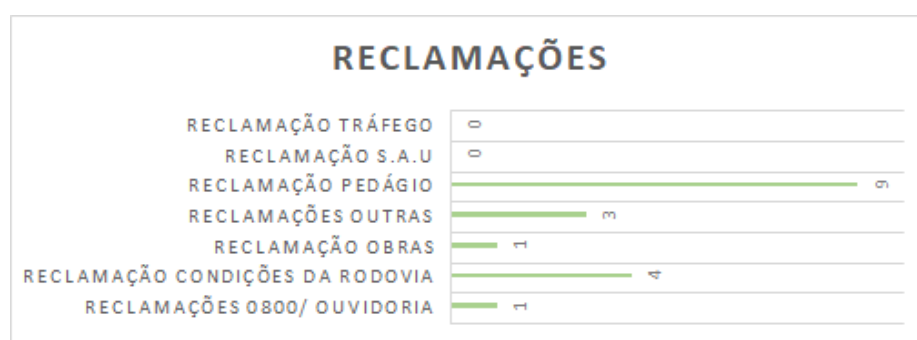 RECLAMAÇÕES
RECLAMAÇÃO TRÁFEGO 0
RECLAMAÇÃO S.A.U 0
RECLAMAÇÃO PEDÁGIO 9
RECLAMAÇÕES OUTRAS 3
RECLAMAÇÃO OBRAS 1
RECLAMAÇÃO CONDIÇÕES DA RODOVIA 4
RECLAMAÇÕES 0800/ OUVIDORIA 1